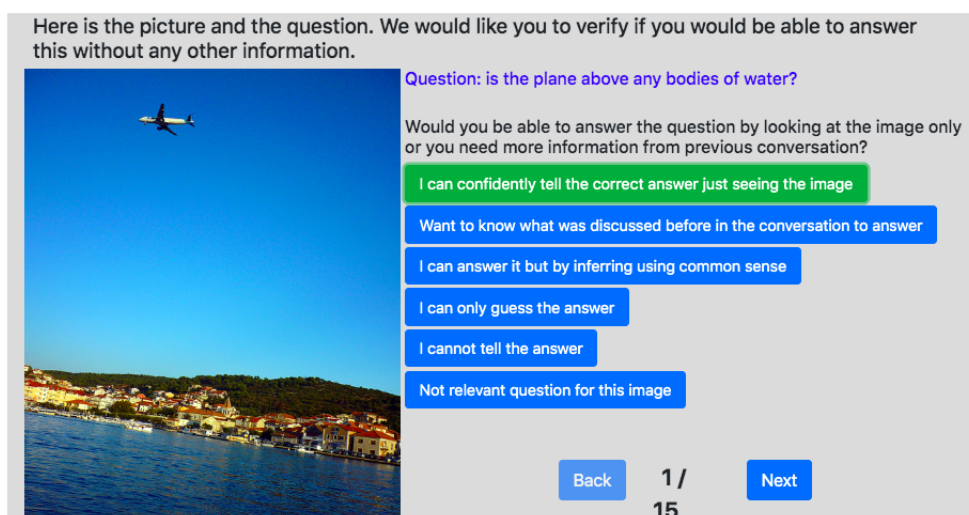 Here is the picture and the question. We would like you to verify if you would be able to answer
this without any other information.
Question: is the plane above any bodies of water?
Would you be able to answer the question by looking at the image only
or you need more information from previous conversation?
I can confidently tell the correct answer just seeing the image
Want to know what was discussed before in the conversation to answer
I can answer it but by inferring using common sense
I can only guess the answer
I cannot tell the answer
Not relevant question for this image
Back 1 / Next
15